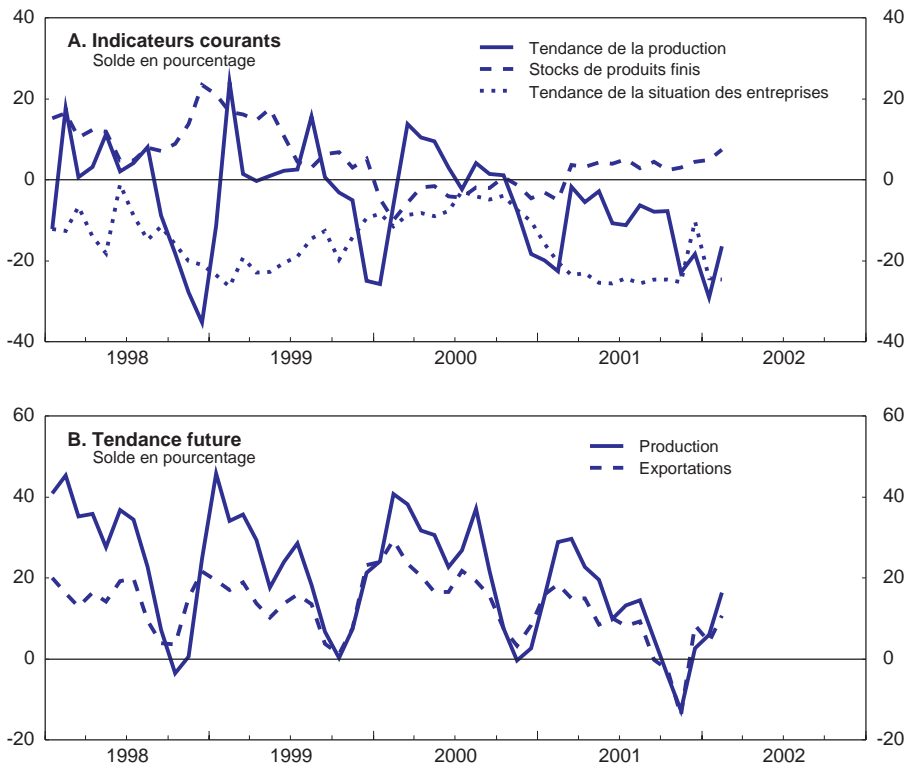 40 40
A. Indicateurs courants
Solde en pourcentage
Tendance de la production
Stocks de produits finis
Tendance de la situation des entreprises
20 20
0 0
-20 -20
-40 -40
1998 1999 2000 2001 2002
60 60
B. Tendance future
Solde en pourcentage
Production
Exportations
40 40
20 20
0 0
-20 -20
1998 1999 2000 2001 2002